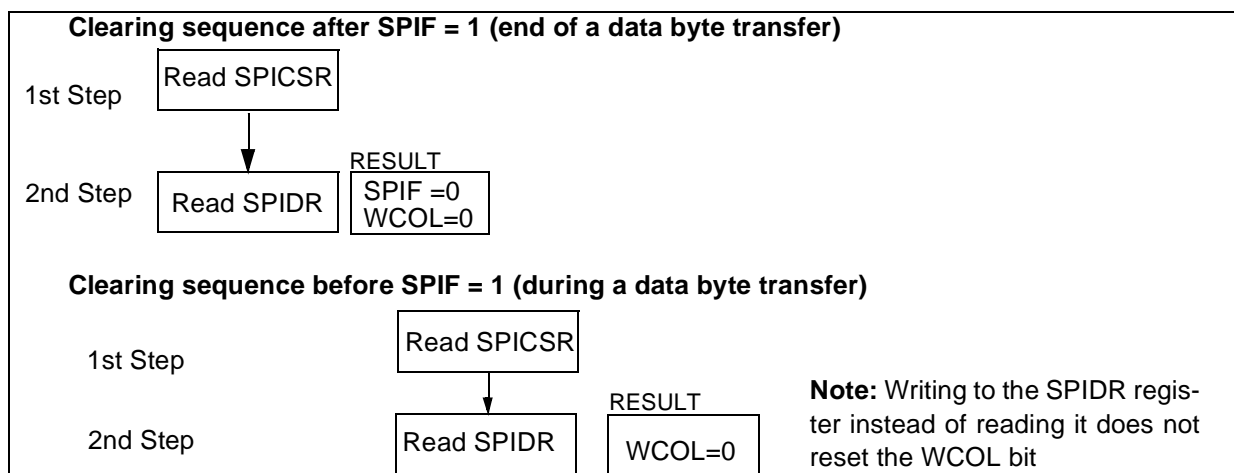 Clearing sequence after SPIF = 1 (end of a data byte transfer)
1st Step
Read SPICSR
2nd Step
Read SPIDR
RESULT
SPIF =0
WCOL=0
Clearing sequence before SPIF = 1 (during a data byte transfer)
1st Step
Read SPICSR
2nd Step
Read SPIDR
RESULT
WCOL=0
Note: Writing to the SPIDR regis-
ter instead of reading it does not
reset the WCOL bit